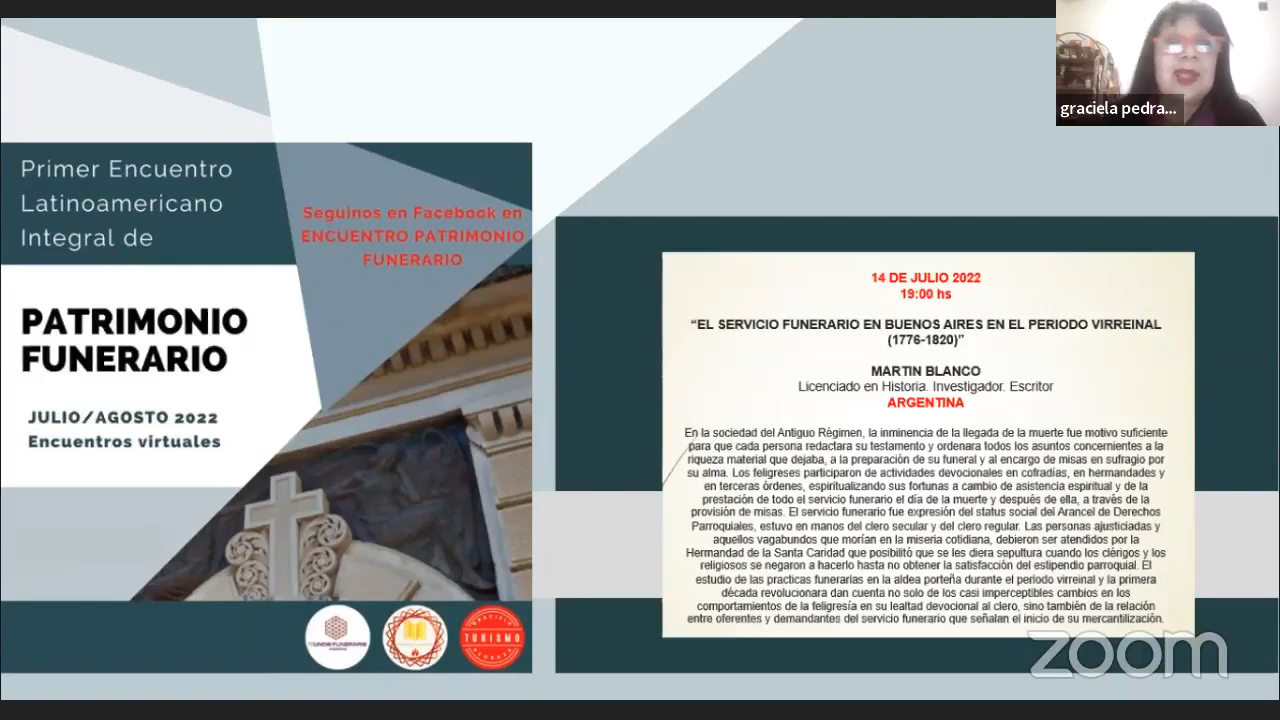 graciela pedra...
Primer Encuentro
Latinoamericano
Integral de
Seguinos en Facebook en
ENCUENTRO PATRIMONIO
FUNERARIO
PATRIMONIO
FUNERARIO
JULIO/AGOSTO 2022
Encuentros virtuales
TURISMO
14 DE JULIO 2022
19:00 hs
“EL SERVICIO FUNERARIO EN BUENOS AIRES EN EL PERIODO VIRREINAL
(1776-1820)”
MARTIN BLANCO
Licenciado en Historia. Investigador. Escritor
ARGENTINA
En la sociedad del Antiguo Régimen, la inminencia de la llegada de la muerte fue motivo suficiente
para que cada persona redactara su testamento y ordenara todos los asuntos concernientes a la
riqueza material que dejaba, a la preparación de su funeral y al encargo de misas en sufragio por
su alma. Los feligreses participaron de actividades devocionales en cofradías, en hermandades y
en terceras órdenes, espiritualizando sus fortunas a cambio de asistencia espiritual y de la
prestación de todo el servicio funerario el día de la muerte y después de ella, a través de la
provisión de misas. El servicio funerario fue expresión del status social del Arancel de Derechos
Parroquiales, estuvo en manos del clero secular y del clero regular. Las personas ajusticiadas y
aquellos vagabundos que morían en la miseria cotidiana, debieron ser atendidos por la
Hermandad de la Santa Caridad que posibilitó que se les diera sepultura cuando los clérigos y los
religiosos se negaron a hacerlo hasta no obtener la satisfacción del estipendio parroquial. El
estudio de las practicas funerarias en la aldea porteña durante el periodo virreinal y la primera
década revolucionara dan cuenta no solo de los casi imperceptibles cambios en los
comportamientos de la feligresía en su lealtad devocional al clero, sino también de la relación
entre oferentes y demandantes del servicio funerario que señalan el inicio de su mercantilización.
zoom